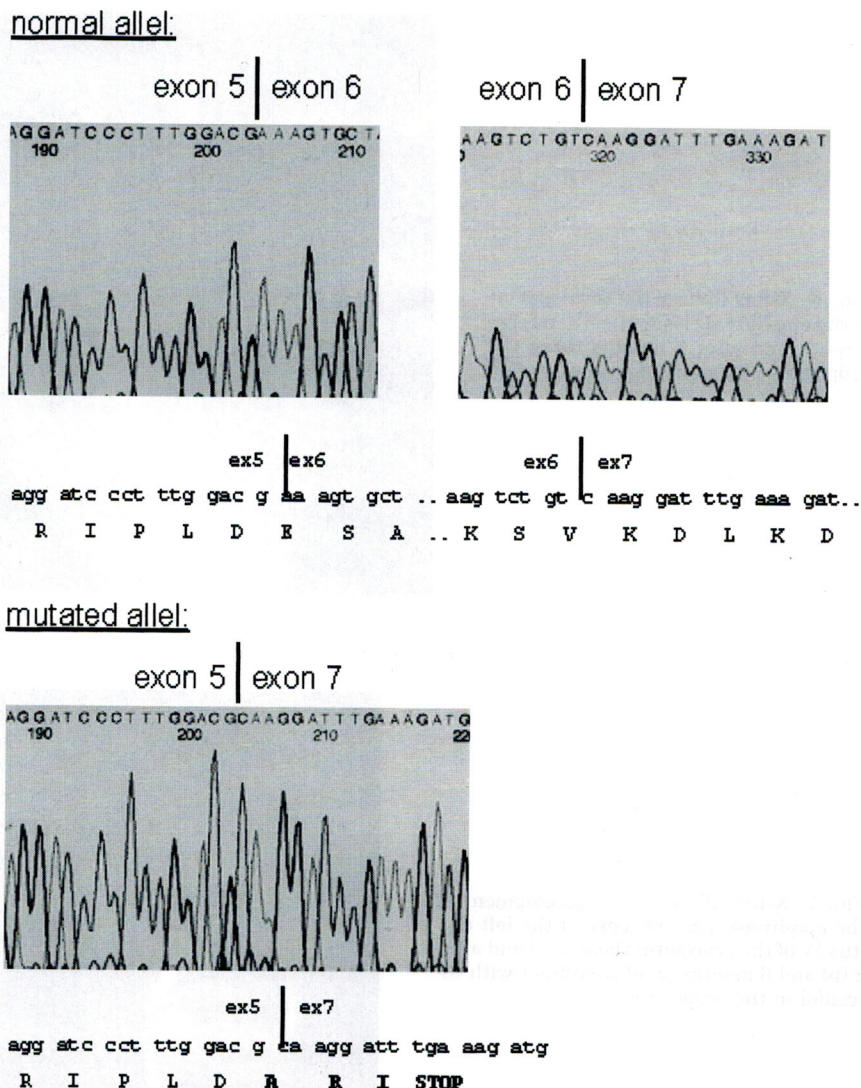 normal allel:
exon 5 exon 6
AGGATCCCTTTGGACGAAAGTGCT
190 200 210
exon 6 exon 7
AAGTCTGTCAAGGATTTGAAAGAT
320 330
ex5 ex6
ex6 ex7
agg atc cct ttg gac g aa agt gct .. aag tct gt c aag gat ttg aaa gat..
R I P L D E S A .. K S V K D L K D
mutated allel:
exon 5 exon 7
AGGATCCCTTTGGACGCAAGGATTTGAAAGATG
190 200 210
ex5 ex7
agg atc cct ttg gac g ca agg att tga aag atg
R I P L D A R I STOP